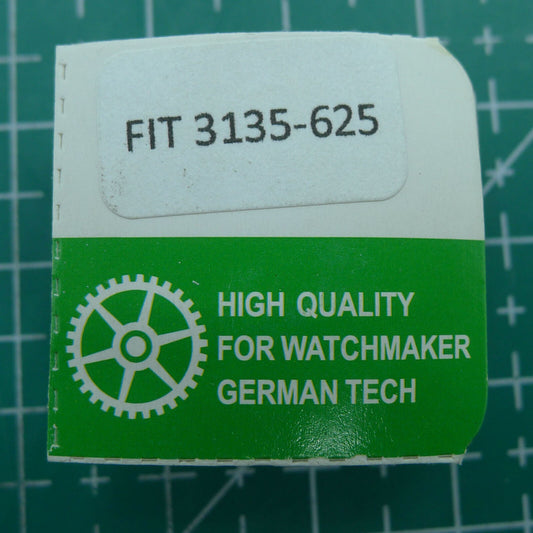 FIT 3135-625
HIGH QUALITY
FOR WATCHMAKER
GERMAN TECH